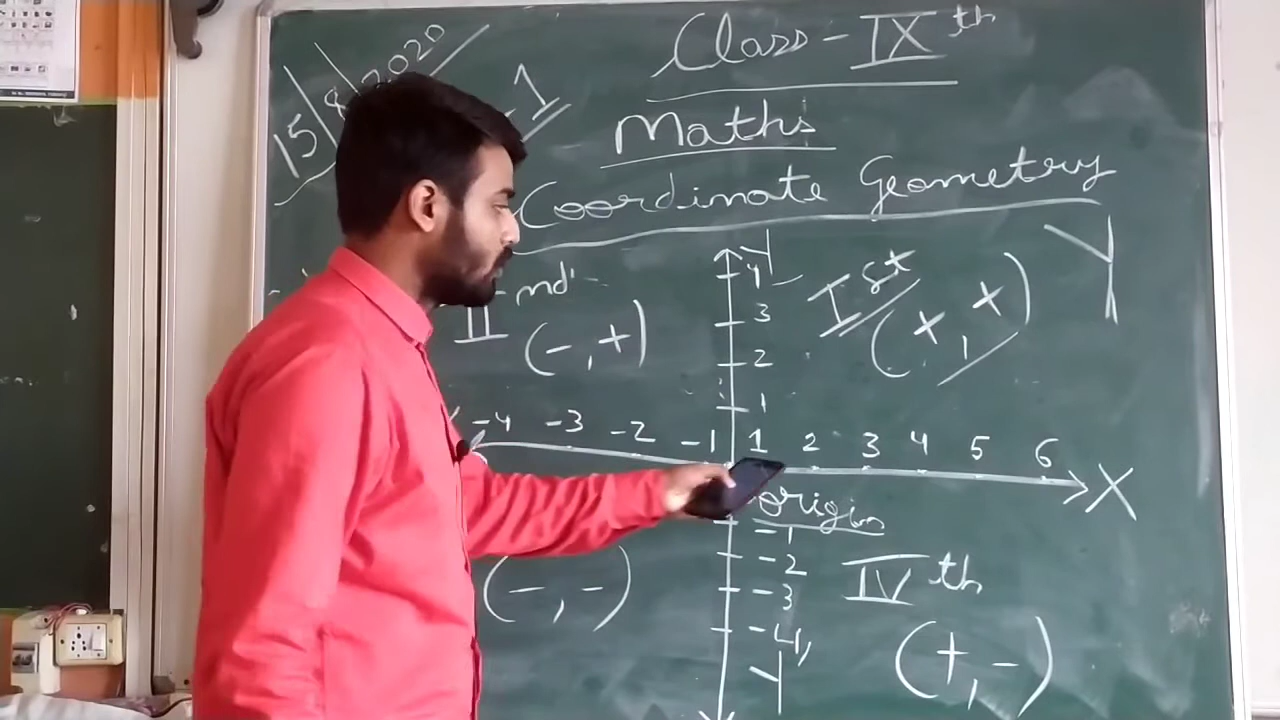 15/8/2020
-1
Class-IXth
Maths
Coordinate Geometry
Y
4
3
2
1
IInd
(-,+)
Ist
(+,+)
Y
-4 -3 -2 -1 1 2 3 4 5 6
X
origin
-1
-2
-3
-4
Y'
(-,-)
IVth
(+,-)